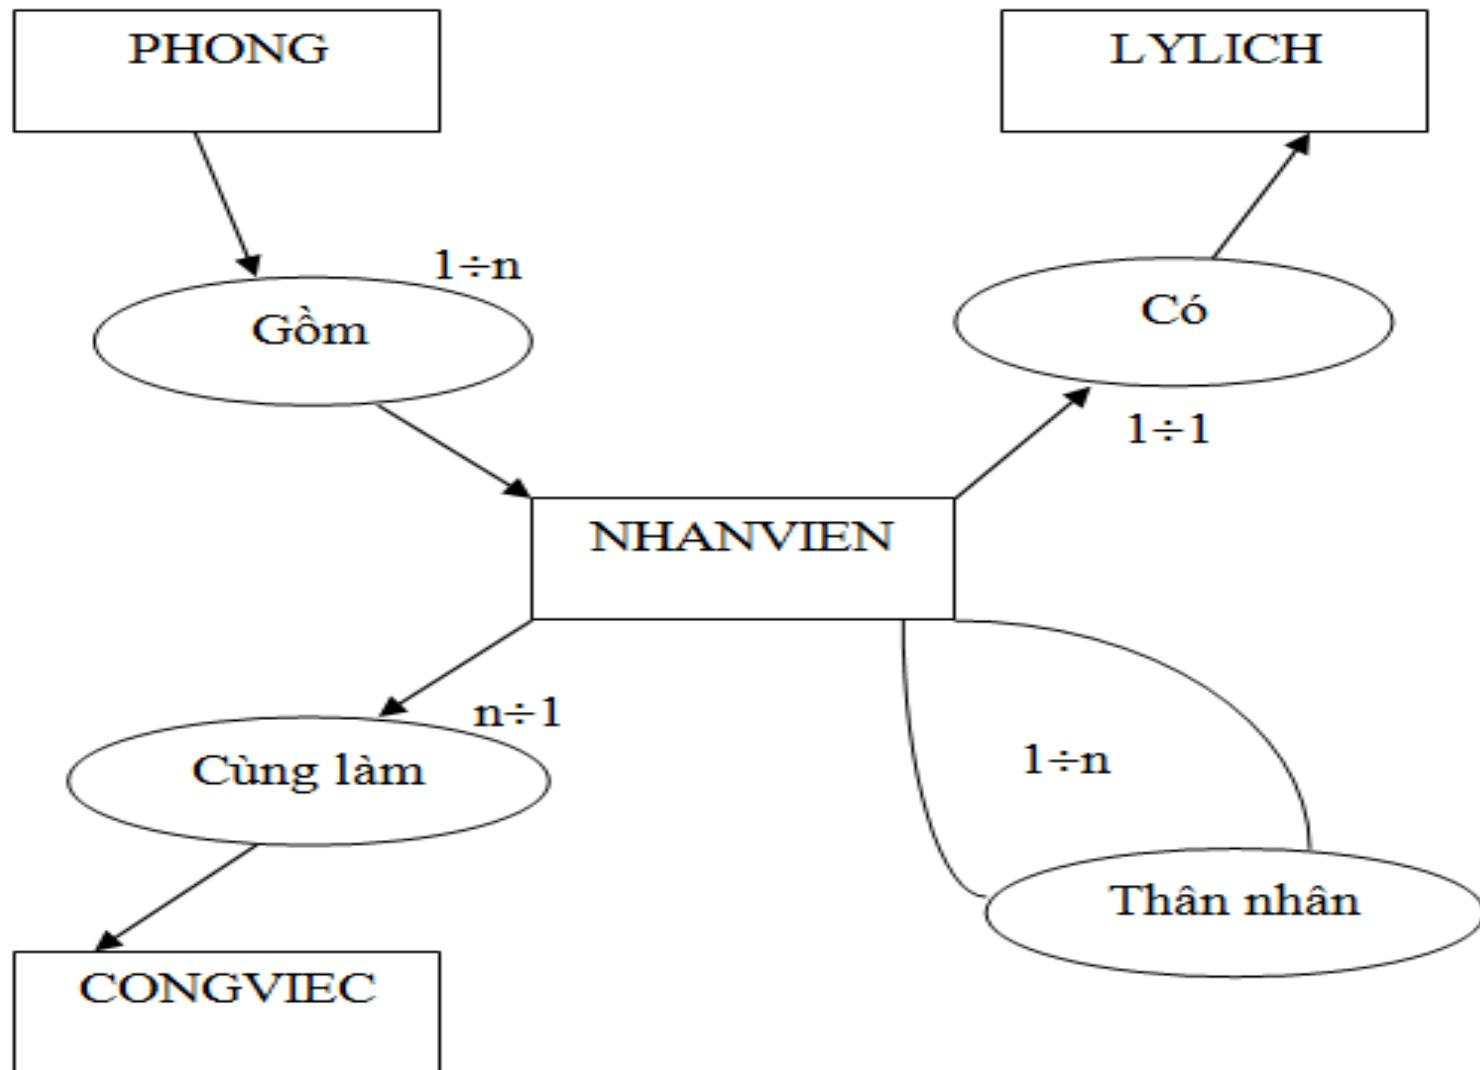 PHONG
LYLICH
1÷n
Gồm
Có
1÷1
NHANVIEN
n÷1
Cùng làm
1÷n
Thân nhân
CONGVIEC